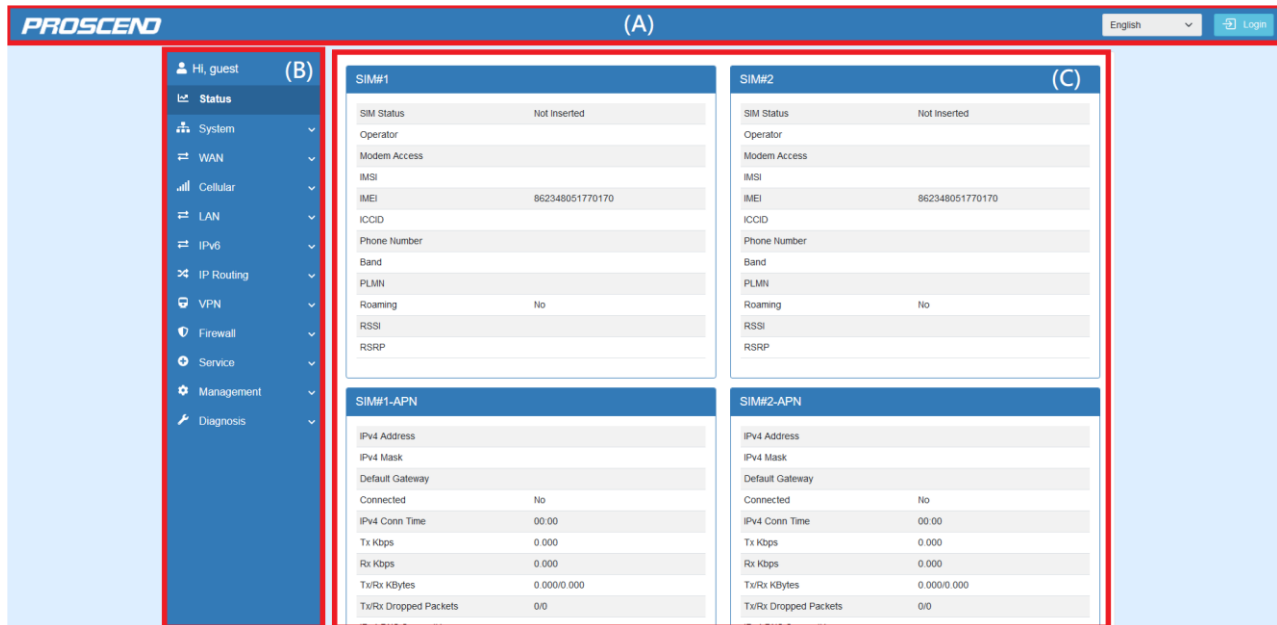 PROSCEND (A) English Login
Hi, guest (B)
Status
System
WAN
Cellular
LAN
IPv6
IP Routing
VPN
Firewall
Service
Management
Diagnosis
SIM#1
SIM Status Not Inserted
Operator
Modem Access
IMSI
IMEI 862348051770170
ICCID
Phone Number
Band
PLMN
Roaming No
RSSI
RSRP
SIM#2 (C)
SIM Status Not Inserted
Operator
Modem Access
IMSI
IMEI 862348051770170
ICCID
Phone Number
Band
PLMN
Roaming No
RSSI
RSRP
SIM#1-APN
IPv4 Address
IPv4 Mask
Default Gateway
Connected No
IPv4 Conn Time 00:00
Tx Kbps 0.000
Rx Kbps 0.000
Tx/Rx KBytes 0.000/0.000
Tx/Rx Dropped Packets 0/0
SIM#2-APN
IPv4 Address
IPv4 Mask
Default Gateway
Connected No
IPv4 Conn Time 00:00
Tx Kbps 0.000
Rx Kbps 0.000
Tx/Rx KBytes 0.000/0.000
Tx/Rx Dropped Packets 0/0